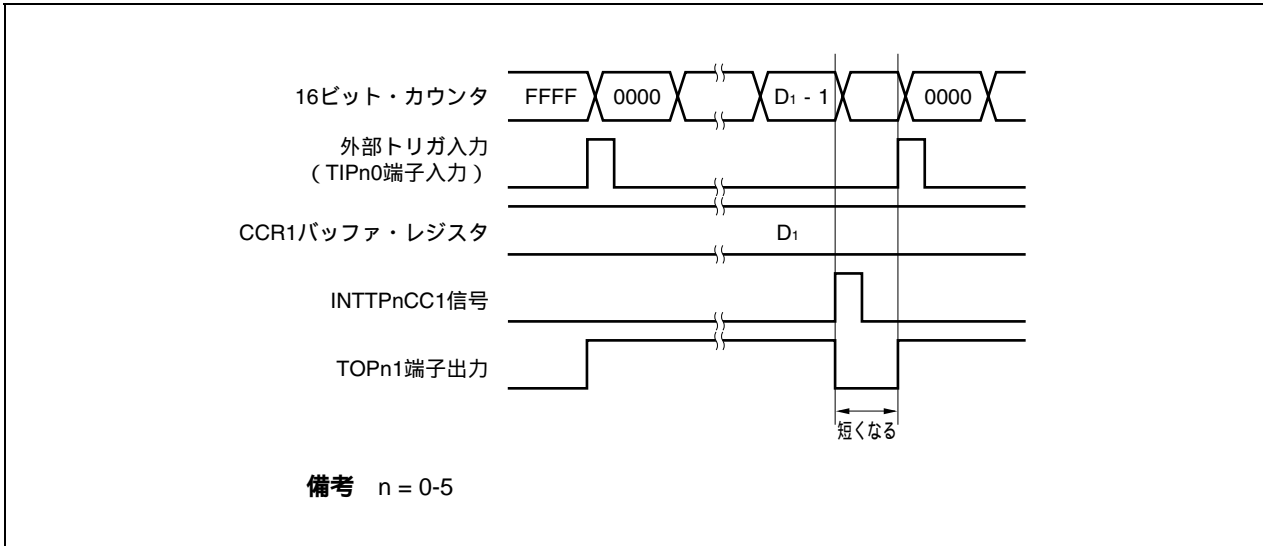 16ビット・カウンタ FFFF 0000 D1 - 1 0000
外部トリガ入力
（TIPn0端子入力）
CCR1バッファ・レジスタ D1
INTTPnCC1信号
TOPn1端子出力
短くなる
備考 n = 0-5